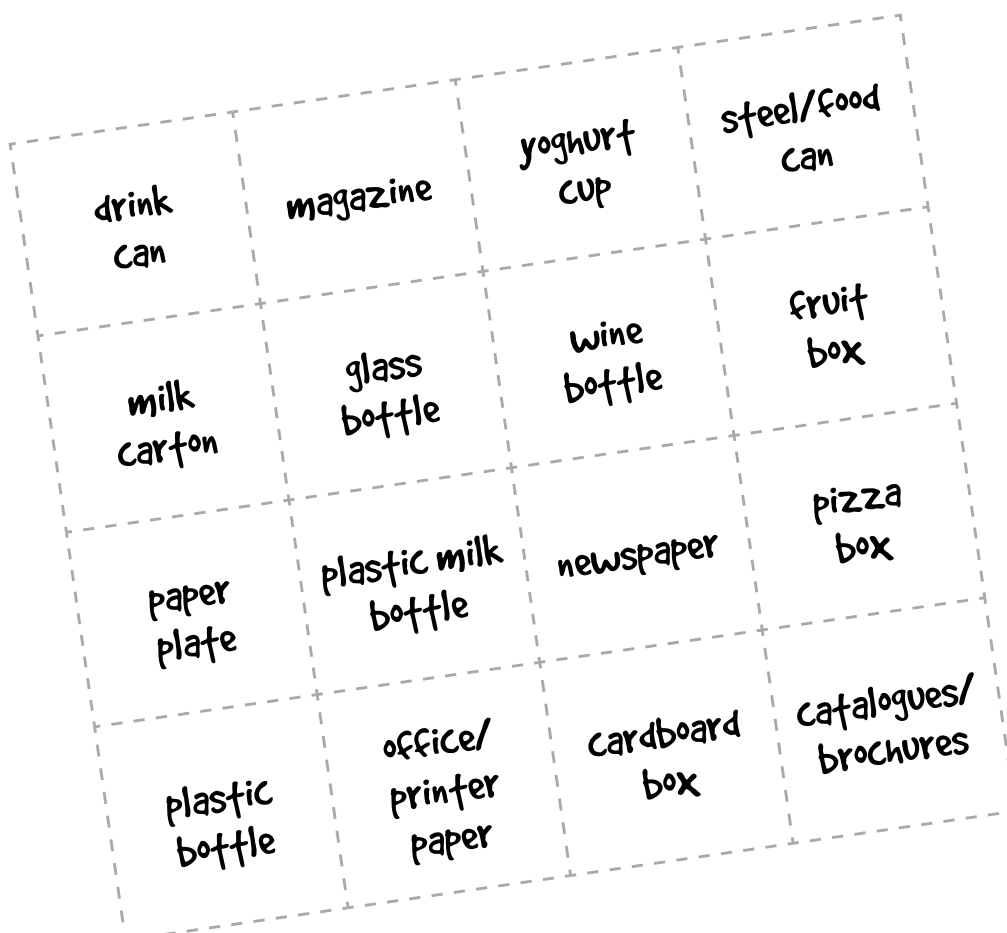 drink
can
magazine
yoghurt
cup
steel/food
can
milk
carton
glass
bottle
wine
bottle
fruit
box
paper
plate
plastic milk
bottle
newspaper
pizza
box
plastic
bottle
office/
printer
paper
cardboard
box
catalogues/
brochures